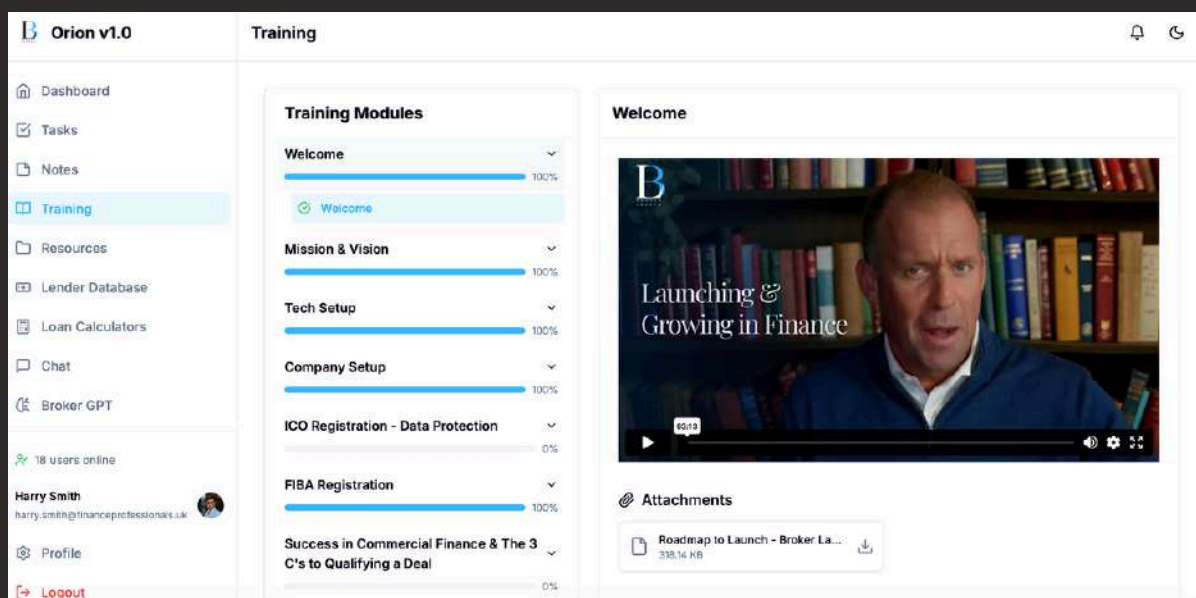 B Orion v1.0
Training
Dashboard
Tasks
Notes
Training
Resources
Lender Database
Loan Calculators
Chat
Broker GPT
18 users online
Harry Smith
harry.smith@financeprofessionals.uk
Profile
Logout
Training Modules
Welcome
100%
Welcome
Mission & Vision
100%
Tech Setup
100%
Company Setup
100%
ICO Registration - Data Protection
0%
FIBA Registration
100%
Success in Commercial Finance & The 3
C's to Qualifying a Deal
0%
Welcome
B
Launching &
Growing in Finance
Attachments
Roadmap to Launch - Broker La...
318.14 KB